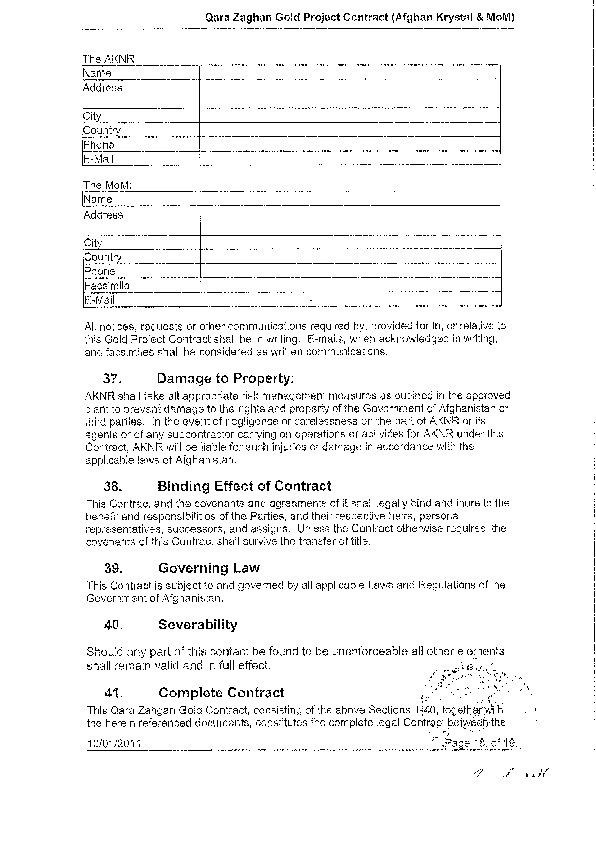 Qara Zaghan Gold Project Contract (Afghan Krystal & MoM)
The AKNR
Name
Address
City
Country
Phone
E-Mail
The MoM:
Name
Address
City
Country
Phone
Facsimile
E-Mail
All notices, requests or other communications required by, provided for in, or relative to
this Gold Project Contract shall be in writing. E-mails, when acknowledged in writing,
and facsimiles shall be considered as written communications.
37. Damage to Property:
AKNR shall take all appropriate risk management measures as outlined in the approved
plan to prevent damage to the rights and property of the Government of Afghanistan or
third parties. In the event of negligence or carelessness on the part of AKNR or its
agents or of any subcontractor carrying on operations or activities for AKNR under this
Contract, AKNR will be liable for such injuries or damage in accordance with the
applicable laws of Afghanistan.
38. Binding Effect of Contract
This Contract and the covenants and agreements of it shall legally bind and inure to the
benefit and responsibilities of the Parties, and their respective heirs, personal
representatives, successors, and assigns. Unless the Contract otherwise requires, the
covenants of this Contract shall survive the transfer of title.
39. Governing Law
This Contract is subject to and governed by all applicable Laws and Regulations of the
Government of Afghanistan.
40. Severability
Should any part of this contact be found to be unenforceable all other elements
shall remain valid and in full effect.
41. Complete Contract
This Qara Zahgan Gold Contract, consisting of the above Sections 1-40, together with
the herein referenced documents, constitutes the complete legal Contract between the
Page 18 of 19